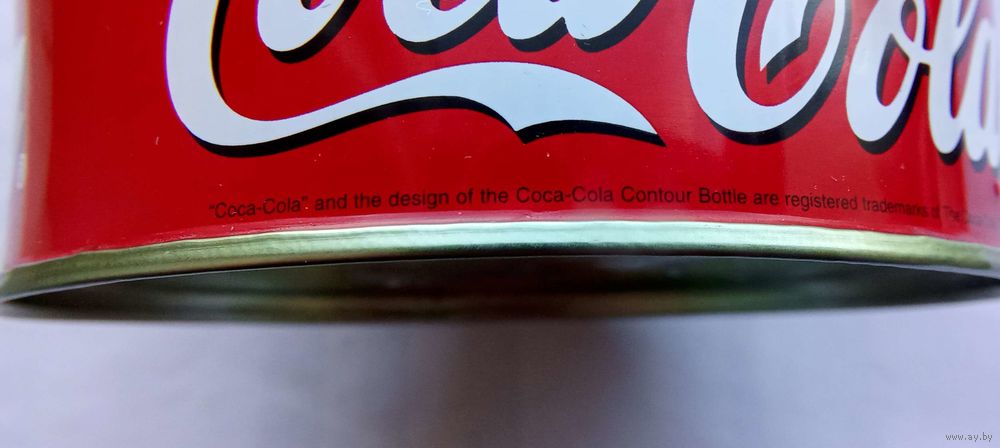 Coca-Cola
"Coca-Cola" and the design of the Coca-Cola Contour Bottle are registered trademarks of The
www.ay.by